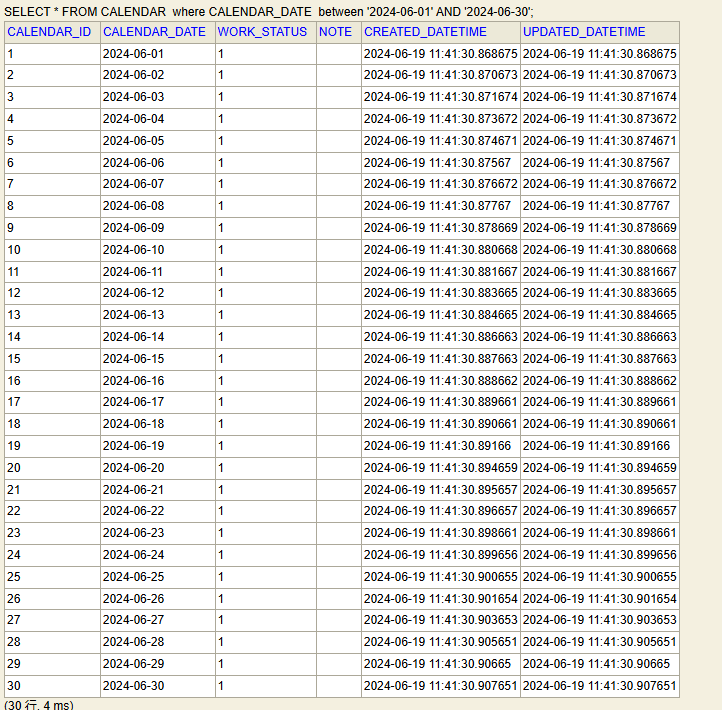 SELECT * FROM CALENDAR  where CALENDAR_DATE  between '2024-06-01' AND '2024-06-30';
CALENDAR_ID CALENDAR_DATE WORK_STATUS NOTE CREATED_DATETIME UPDATED_DATETIME
1 2024-06-01 1 2024-06-19 11:41:30.868675 2024-06-19 11:41:30.868675
2 2024-06-02 1 2024-06-19 11:41:30.870673 2024-06-19 11:41:30.870673
3 2024-06-03 1 2024-06-19 11:41:30.871674 2024-06-19 11:41:30.871674
4 2024-06-04 1 2024-06-19 11:41:30.873672 2024-06-19 11:41:30.873672
5 2024-06-05 1 2024-06-19 11:41:30.874671 2024-06-19 11:41:30.874671
6 2024-06-06 1 2024-06-19 11:41:30.87567 2024-06-19 11:41:30.87567
7 2024-06-07 1 2024-06-19 11:41:30.876672 2024-06-19 11:41:30.876672
8 2024-06-08 1 2024-06-19 11:41:30.87767 2024-06-19 11:41:30.87767
9 2024-06-09 1 2024-06-19 11:41:30.878669 2024-06-19 11:41:30.878669
10 2024-06-10 1 2024-06-19 11:41:30.880668 2024-06-19 11:41:30.880668
11 2024-06-11 1 2024-06-19 11:41:30.881667 2024-06-19 11:41:30.881667
12 2024-06-12 1 2024-06-19 11:41:30.883665 2024-06-19 11:41:30.883665
13 2024-06-13 1 2024-06-19 11:41:30.884665 2024-06-19 11:41:30.884665
14 2024-06-14 1 2024-06-19 11:41:30.886663 2024-06-19 11:41:30.886663
15 2024-06-15 1 2024-06-19 11:41:30.887663 2024-06-19 11:41:30.887663
16 2024-06-16 1 2024-06-19 11:41:30.888662 2024-06-19 11:41:30.888662
17 2024-06-17 1 2024-06-19 11:41:30.889661 2024-06-19 11:41:30.889661
18 2024-06-18 1 2024-06-19 11:41:30.890661 2024-06-19 11:41:30.890661
19 2024-06-19 1 2024-06-19 11:41:30.89166 2024-06-19 11:41:30.89166
20 2024-06-20 1 2024-06-19 11:41:30.894659 2024-06-19 11:41:30.894659
21 2024-06-21 1 2024-06-19 11:41:30.895657 2024-06-19 11:41:30.895657
22 2024-06-22 1 2024-06-19 11:41:30.896657 2024-06-19 11:41:30.896657
23 2024-06-23 1 2024-06-19 11:41:30.898661 2024-06-19 11:41:30.898661
24 2024-06-24 1 2024-06-19 11:41:30.899656 2024-06-19 11:41:30.899656
25 2024-06-25 1 2024-06-19 11:41:30.900655 2024-06-19 11:41:30.900655
26 2024-06-26 1 2024-06-19 11:41:30.901654 2024-06-19 11:41:30.901654
27 2024-06-27 1 2024-06-19 11:41:30.903653 2024-06-19 11:41:30.903653
28 2024-06-28 1 2024-06-19 11:41:30.905651 2024-06-19 11:41:30.905651
29 2024-06-29 1 2024-06-19 11:41:30.90665 2024-06-19 11:41:30.90665
30 2024-06-30 1 2024-06-19 11:41:30.907651 2024-06-19 11:41:30.907651
(30 行, 4 ms)